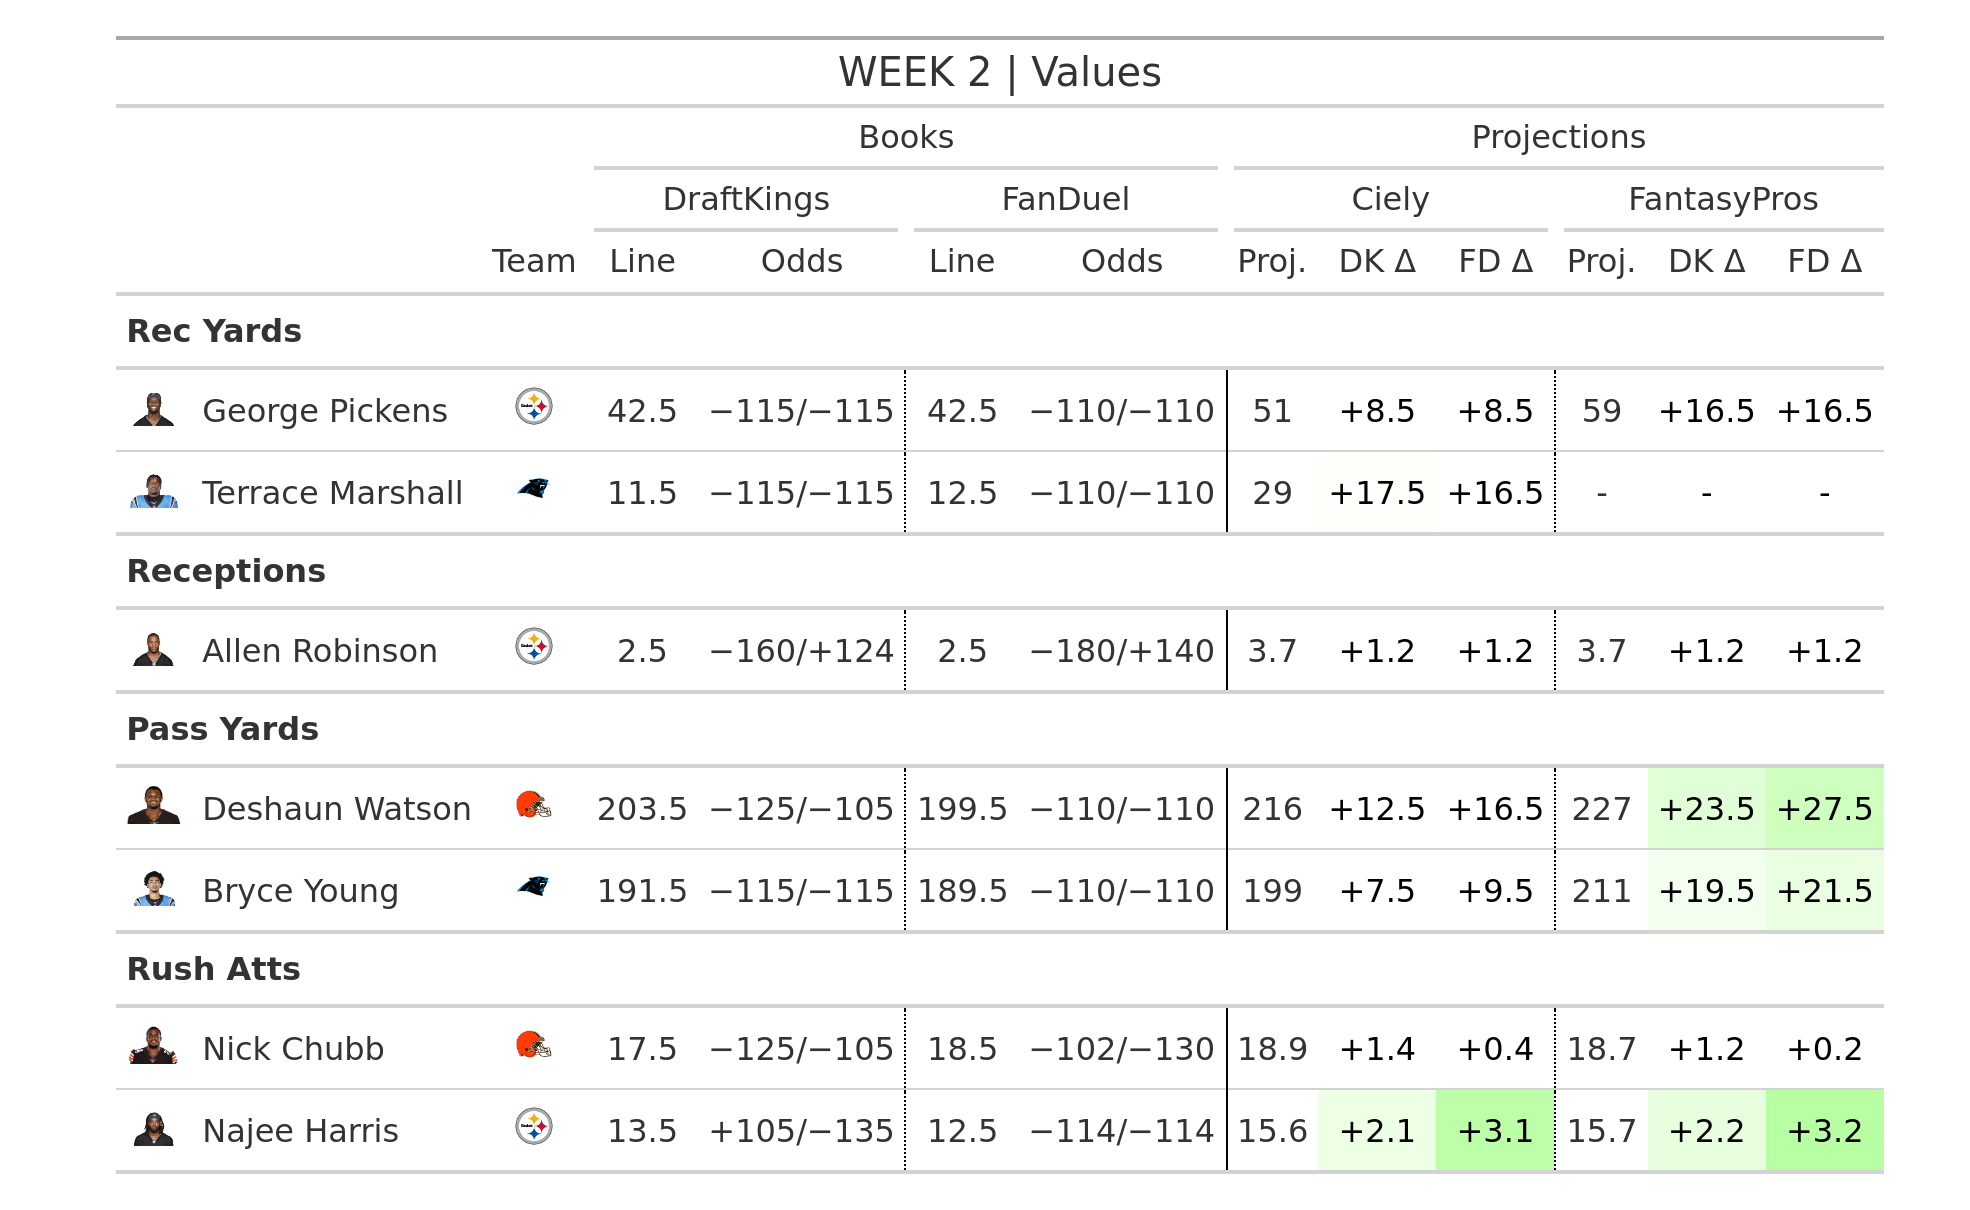 WEEK 2 | Values
Books Projections
DraftKings FanDuel Ciely FantasyPros
Team Line Odds Line Odds Proj. DK Δ FD Δ Proj. DK Δ FD Δ
Rec Yards
George Pickens 42.5 −115/−115 42.5 −110/−110 51 +8.5 +8.5 59 +16.5 +16.5
Terrace Marshall 11.5 −115/−115 12.5 −110/−110 29 +17.5 +16.5 - - -
Receptions
Allen Robinson 2.5 −160/+124 2.5 −180/+140 3.7 +1.2 +1.2 3.7 +1.2 +1.2
Pass Yards
Deshaun Watson 203.5 −125/−105 199.5 −110/−110 216 +12.5 +16.5 227 +23.5 +27.5
Bryce Young 191.5 −115/−115 189.5 −110/−110 199 +7.5 +9.5 211 +19.5 +21.5
Rush Atts
Nick Chubb 17.5 −125/−105 18.5 −102/−130 18.9 +1.4 +0.4 18.7 +1.2 +0.2
Najee Harris 13.5 +105/−135 12.5 −114/−114 15.6 +2.1 +3.1 15.7 +2.2 +3.2